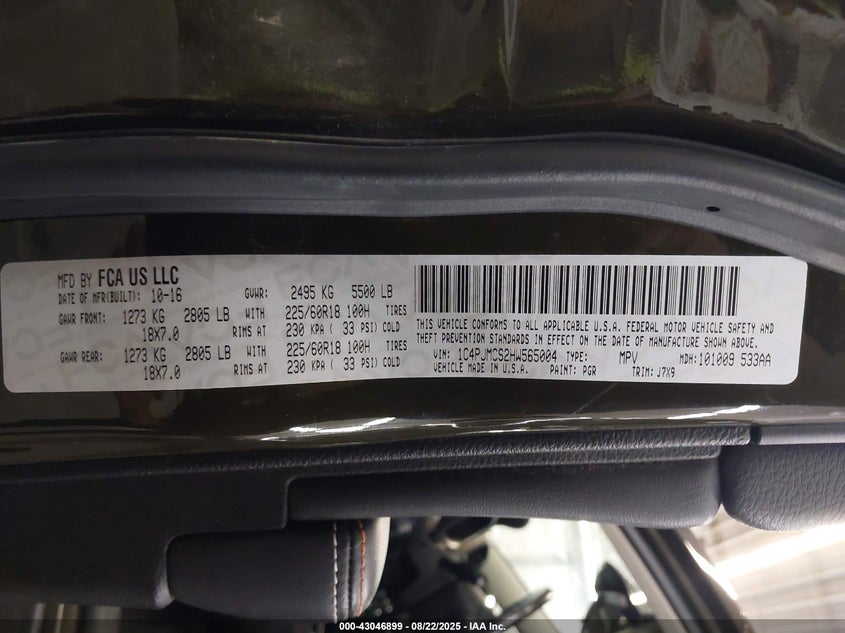 MFD BY FCA US LLC
DATE OF MFR(BUILT): 10-16 GVWR: 2495 KG 5500 LB
GAWR FRONT: 1273 KG 2805 LB WITH 225/60R18 100H TIRES
18X7.0 RIMS AT 230 KPA ( 33 PSI) COLD
GAWR REAR: 1273 KG 2805 LB WITH 225/60R18 100H TIRES
18X7.0 RIMS AT 230 KPA ( 33 PSI) COLD
THIS VEHICLE CONFORMS TO ALL APPLICABLE U.S.A. FEDERAL MOTOR VEHICLE SAFETY AND
THEFT PREVENTION STANDARDS IN EFFECT ON THE DATE OF MANUFACTURE SHOWN ABOVE.
VIN: 1C4PJMCS2HW565004 TYPE: MPV MDH:101009 533AA
VEHICLE MADE IN U.S.A. PAINT: PGR TRIM: J7X9
000-43046899 - 08/22/2025 - IAA Inc.